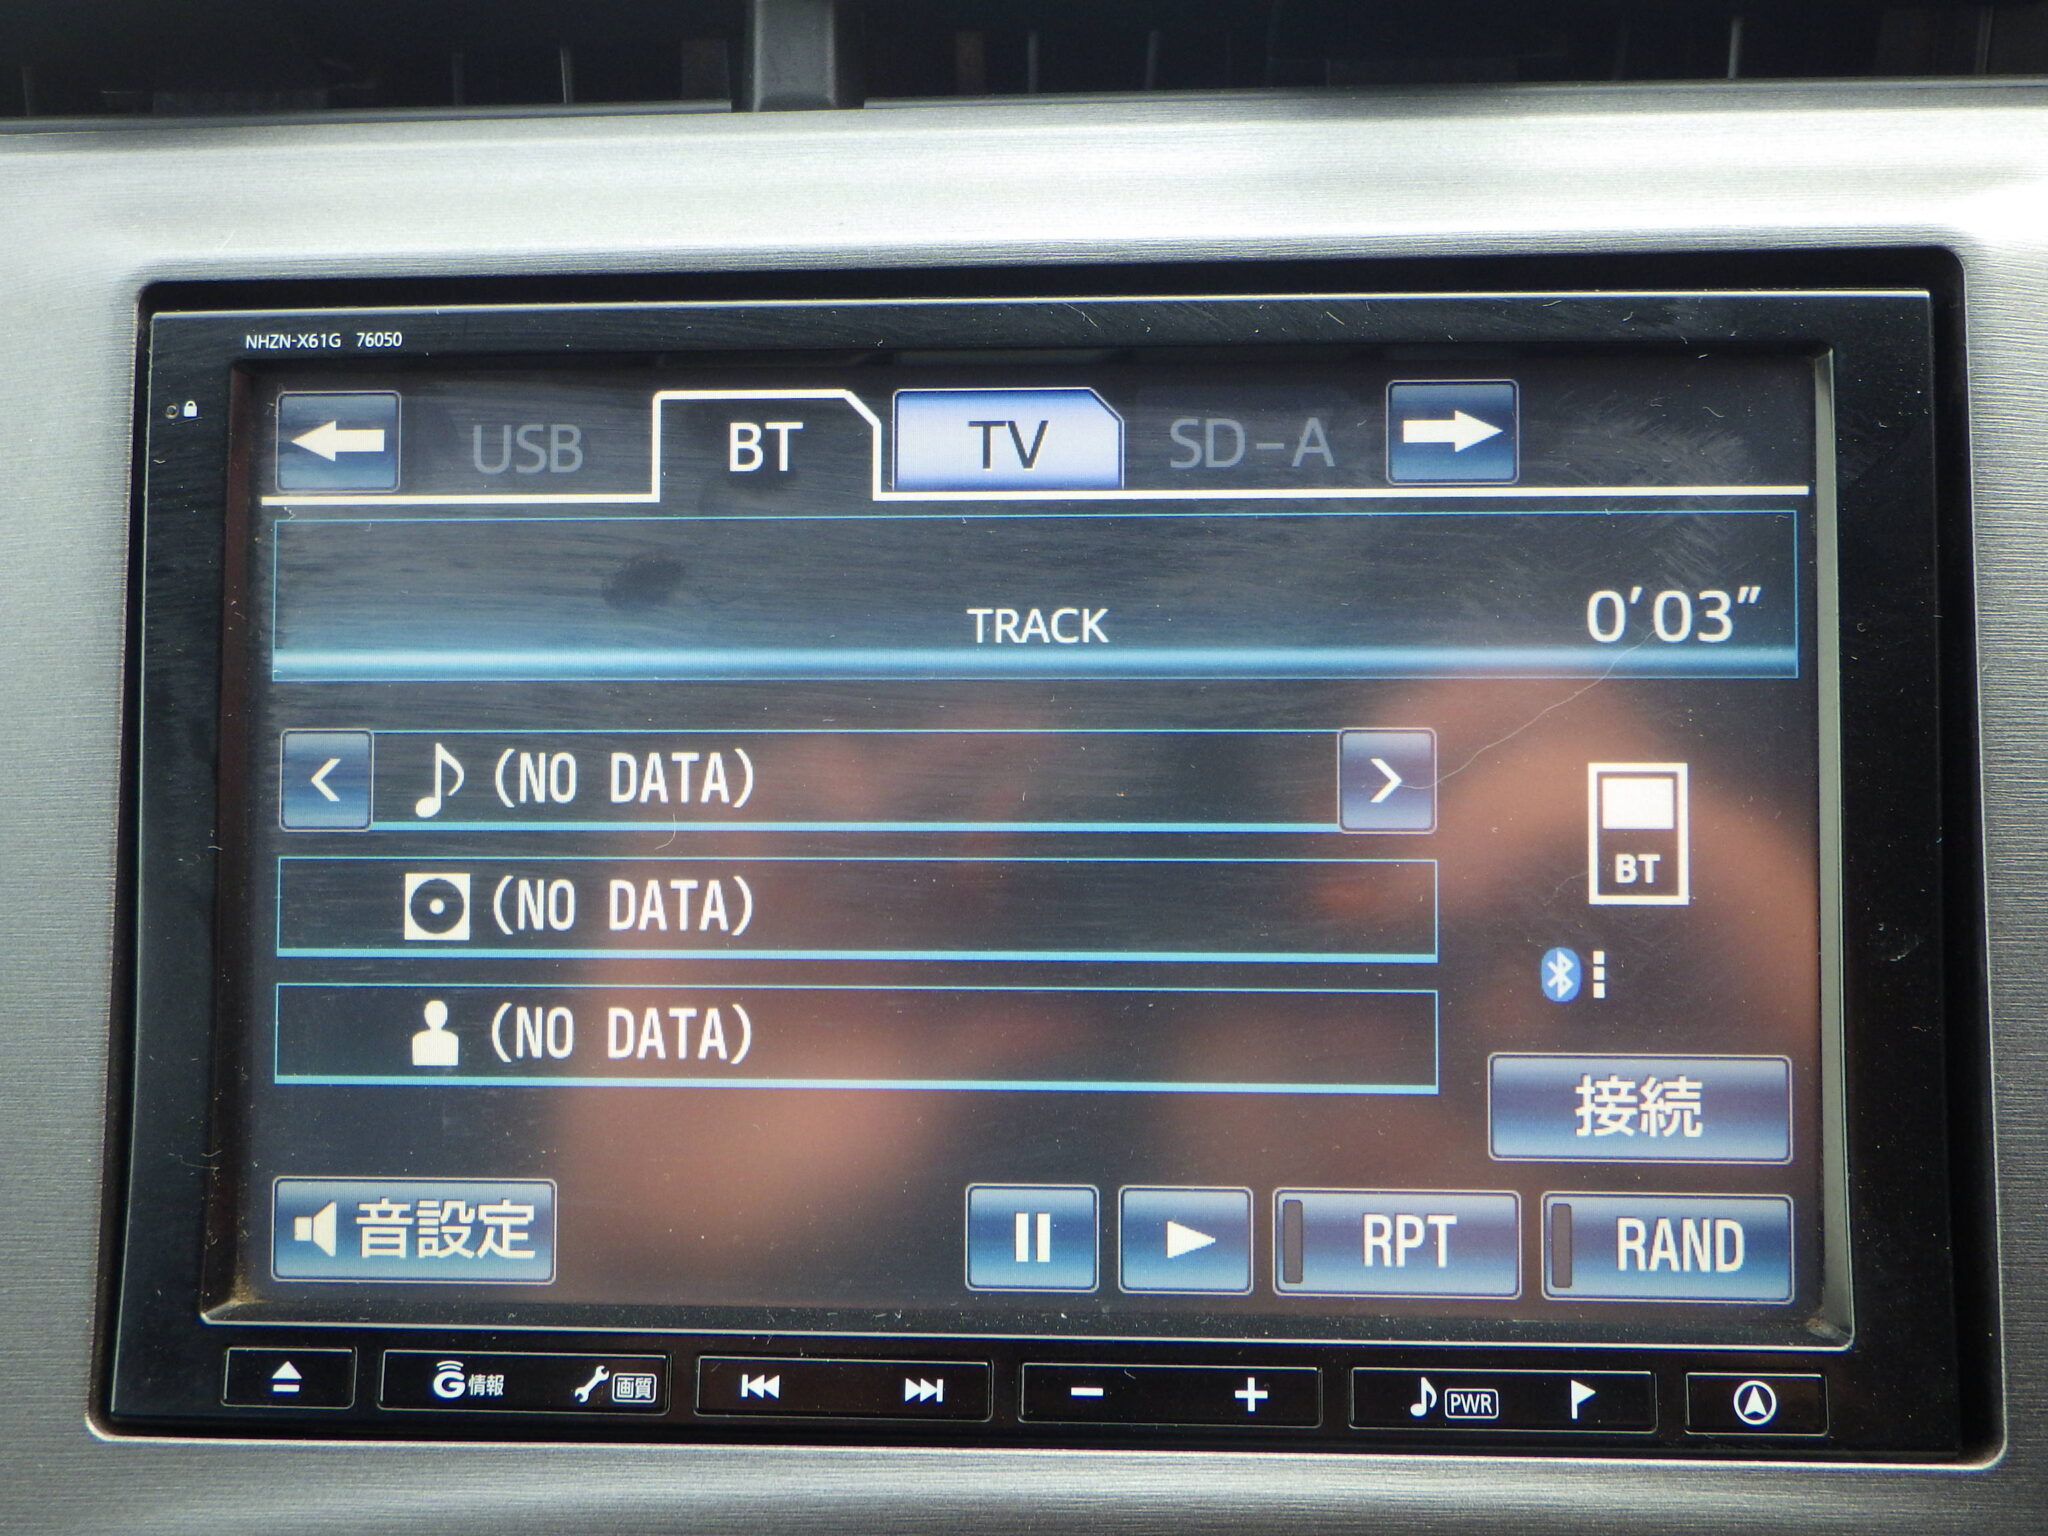 NHZN-X61G 76050
USB BT TV SD-A
TRACK 0'03"
(NO DATA)
BT
(NO DATA)
(NO DATA)
接続
音設定 RPT RAND
G情報 画質 PWR